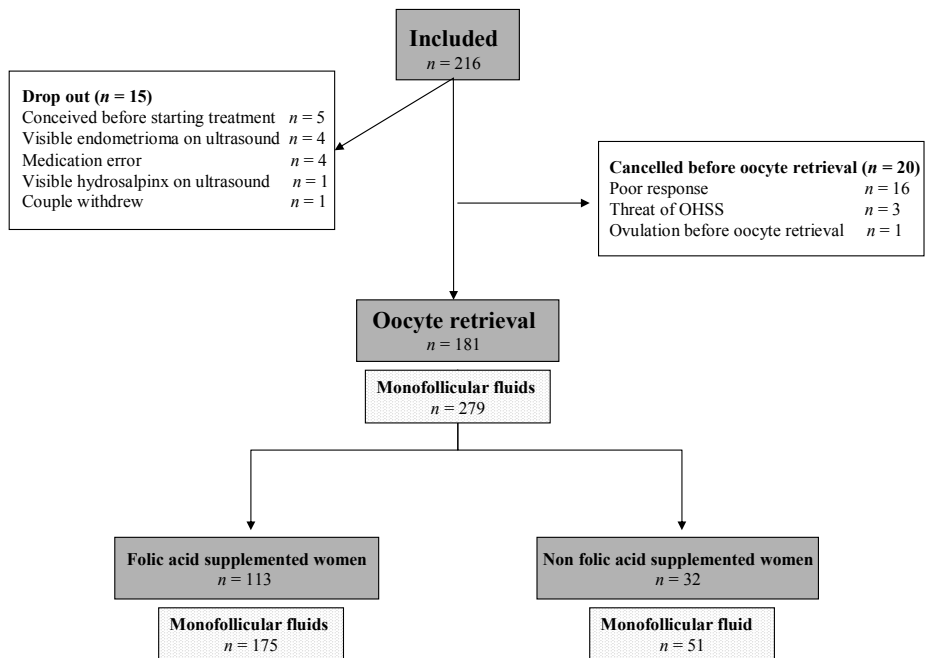 Included
n = 216
Drop out (n = 15)
Conceived before starting treatment n = 5
Visible endometrioma on ultrasound n = 4
Medication error n = 4
Visible hydrosalpinx on ultrasound n = 1
Couple withdrew n = 1
Cancelled before oocyte retrieval (n = 20)
Poor response n = 16
Threat of OHSS n = 3
Ovulation before oocyte retrieval n = 1
Oocyte retrieval
n = 181
Monofollicular fluids
n = 279
Folic acid supplemented women
n = 113
Monofollicular fluids
n = 175
Non folic acid supplemented women
n = 32
Monofollicular fluid
n = 51